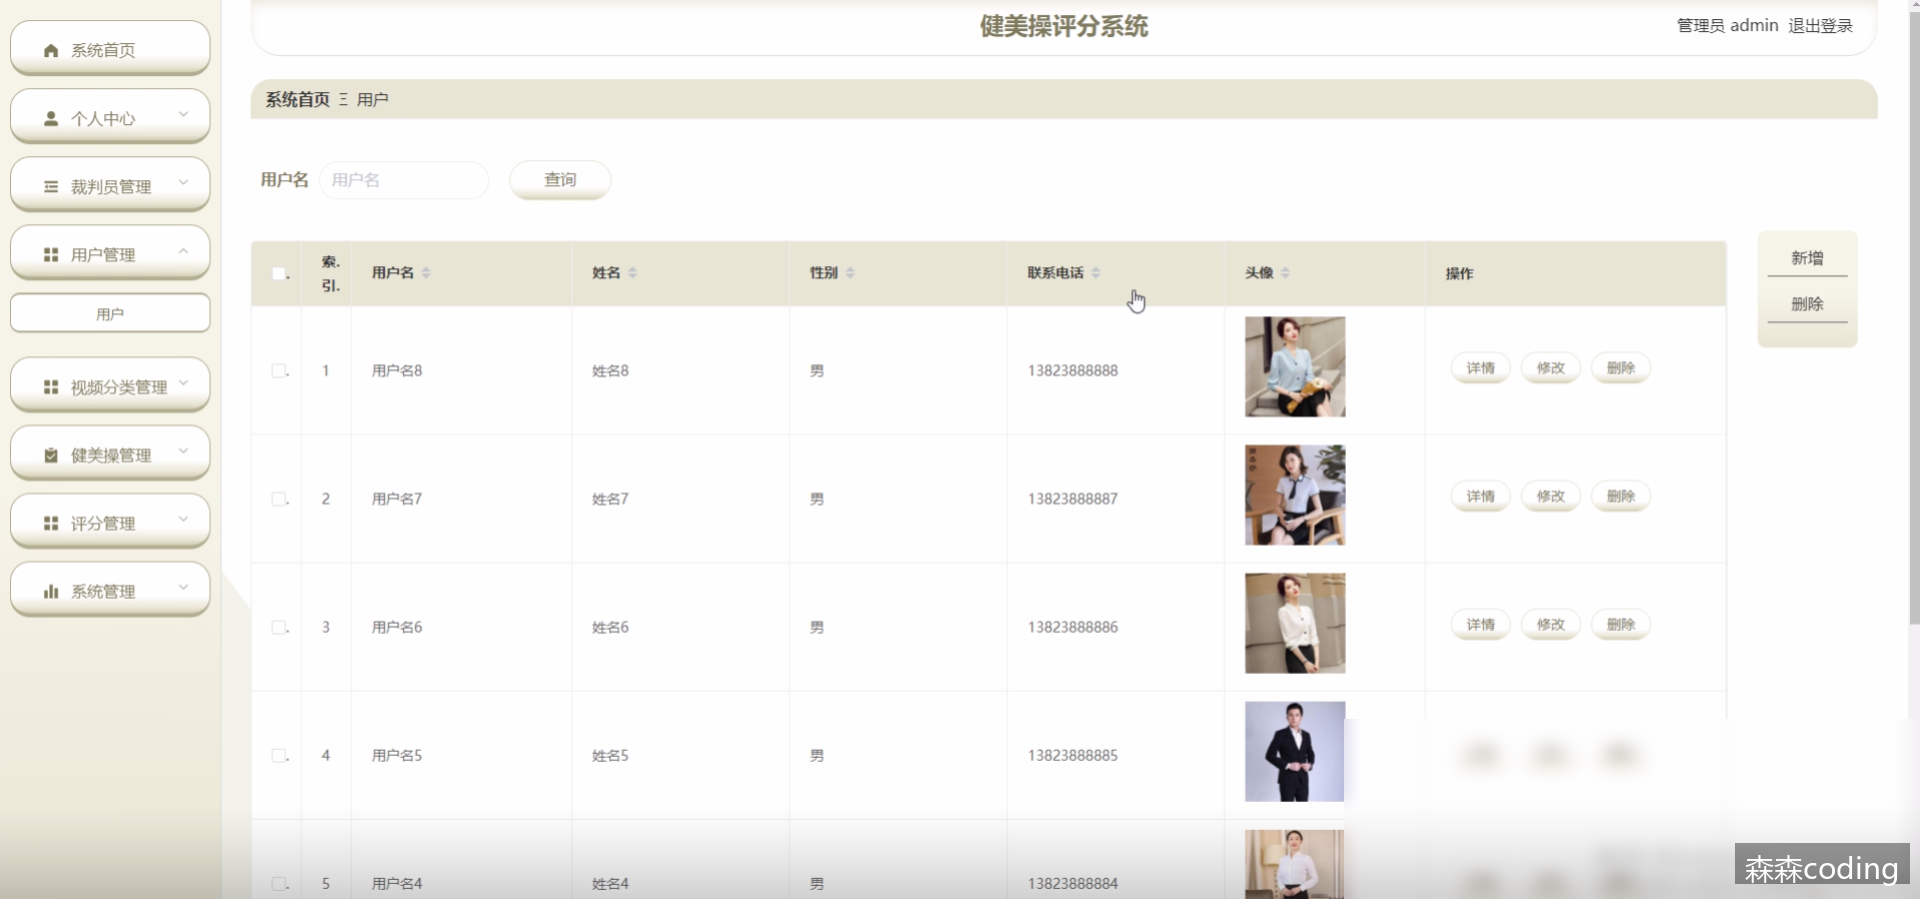 健美操评分系统
管理员 admin 退出登录
系统首页
个人中心
裁判员管理
用户管理
用户
视频分类管理
健美操管理
评分管理
系统管理
系统首页 Ξ 用户
用户名 用户名 查询
新增
删除
索. 引. 用户名 姓名 性别 联系电话 头像 操作
1 用户名8 姓名8 男 13823888888 详情 修改 删除
2 用户名7 姓名7 男 13823888887 详情 修改 删除
3 用户名6 姓名6 男 13823888886 详情 修改 删除
4 用户名5 姓名5 男 13823888885
5 用户名4 姓名4 男 13823888884
森森coding